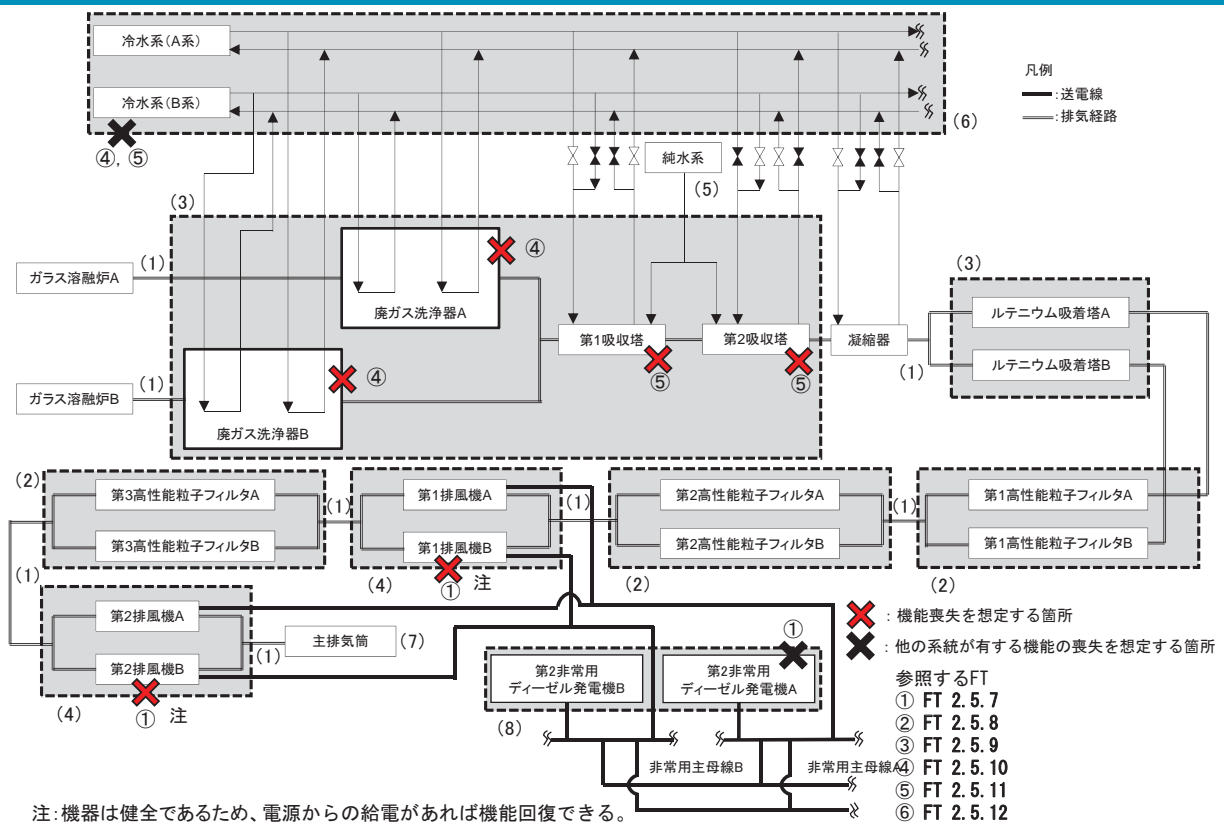 冷水系(A系)
冷水系(B系)
④, ⑤
(6)
凡例
:送電線
:排気経路
純水系
(5)
(3)
ガラス溶融炉A
(1)
④
廃ガス洗浄器A
ガラス溶融炉B
(1)
④
廃ガス洗浄器B
第1吸収塔
⑤
第2吸収塔
⑤
凝縮器
(1)
(3)
ルテニウム吸着塔A
ルテニウム吸着塔B
(2)
第3高性能粒子フィルタA
第3高性能粒子フィルタB
(1)
第1排風機A
第1排風機B
(4)
① 注
(1)
第2高性能粒子フィルタA
第2高性能粒子フィルタB
(2)
(1)
第1高性能粒子フィルタA
第1高性能粒子フィルタB
(2)
(1)
第2排風機A
第2排風機B
(4)
① 注
(1)
主排気筒
(7)
第2非常用
ディーゼル発電機B
①
第2非常用
ディーゼル発電機A
(8)
非常用主母線B
非常用主母線A
:機能喪失を想定する箇所
:他の系統が有する機能の喪失を想定する箇所
参照するFT
① FT 2.5.7
② FT 2.5.8
③ FT 2.5.9
④ FT 2.5.10
⑤ FT 2.5.11
⑥ FT 2.5.12
注:機器は健全であるため、電源からの給電があれば機能回復できる。